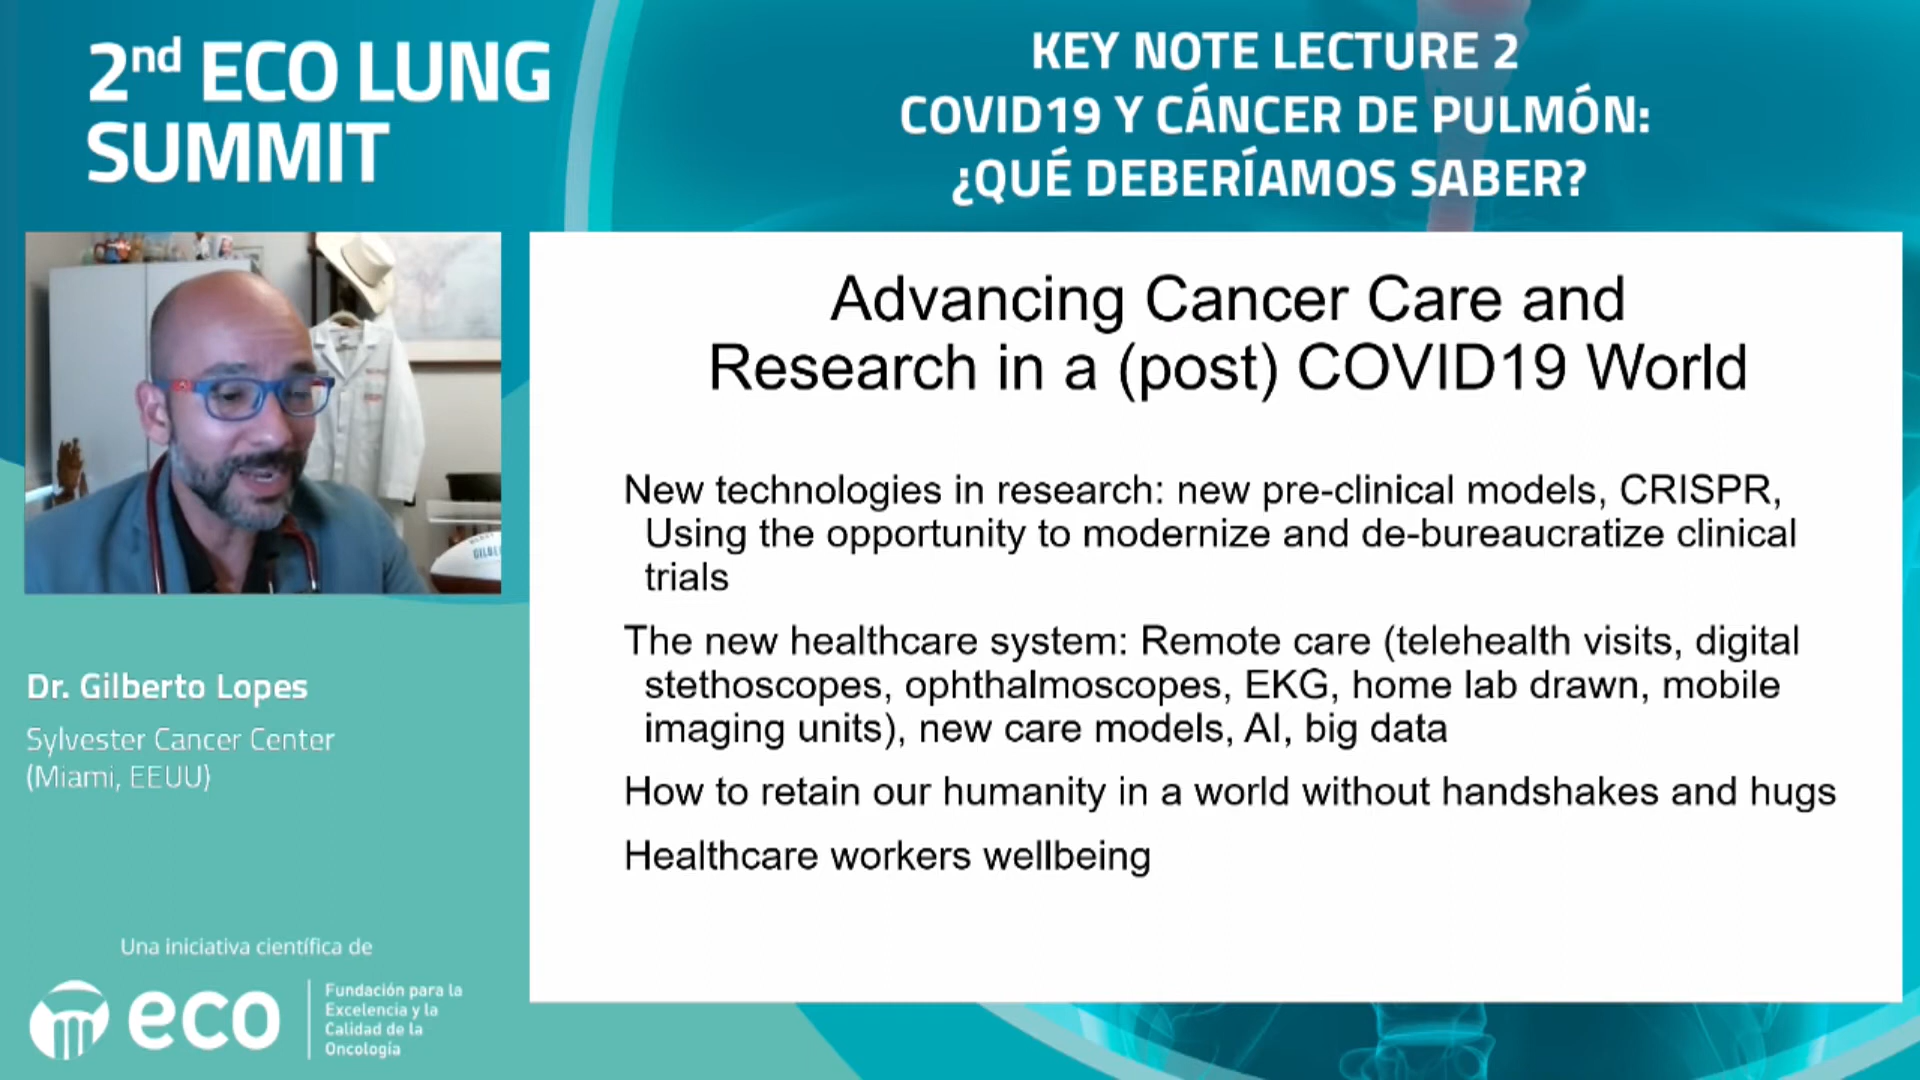 2nd ECO LUNG
SUMMIT
KEY NOTE LECTURE 2
COVID19 Y CÁNCER DE PULMÓN:
¿QUÉ DEBERÍAMOS SABER?
Advancing Cancer Care and
Research in a (post) COVID19 World
New technologies in research: new pre-clinical models, CRISPR,
Using the opportunity to modernize and de-bureaucratize clinical
trials
The new healthcare system: Remote care (telehealth visits, digital
stethoscopes, ophthalmoscopes, EKG, home lab drawn, mobile
imaging units), new care models, AI, big data
How to retain our humanity in a world without handshakes and hugs
Healthcare workers wellbeing
Dr. Gilberto Lopes
Sylvester Cancer Center
(Miami, EEUU)
Una iniciativa científica de
eco
Fundación para la
Excelencia y la
Calidad de la
Oncología